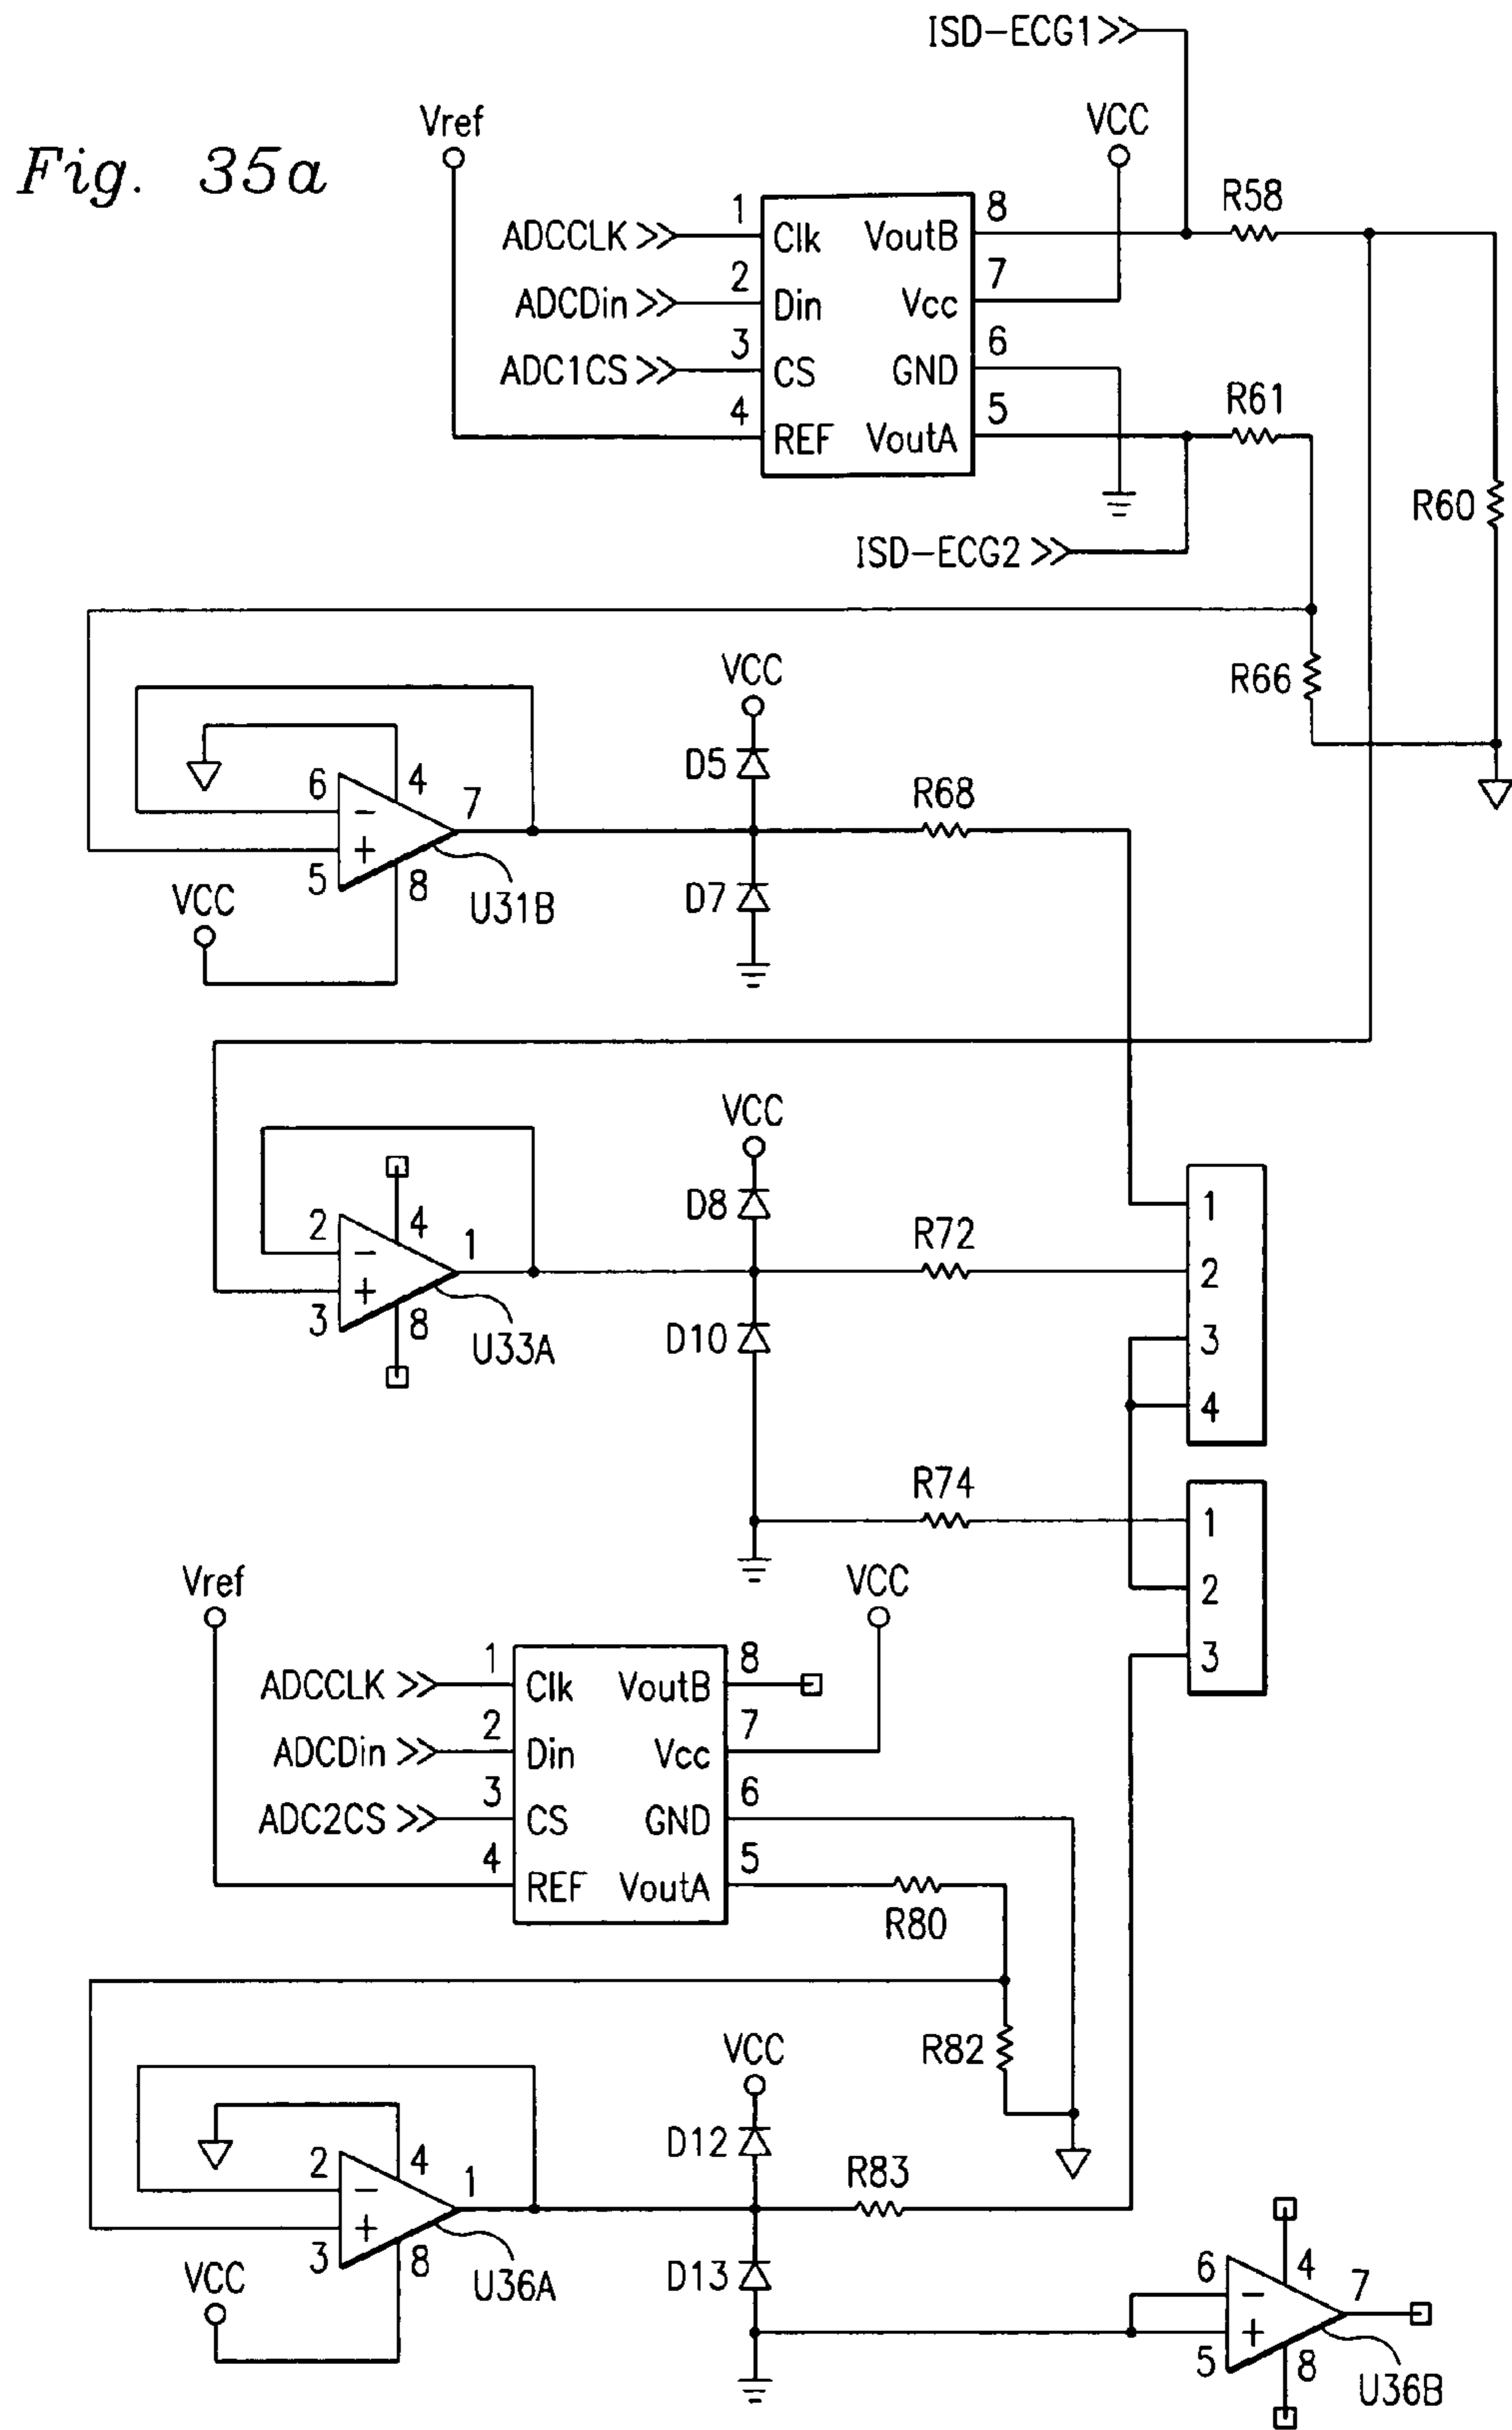 ISD-ECG1
Fig. 35a
Vref
VCC
ADCCLK 1 Clk VoutB 8 R58
ADCDin 2 Din Vcc 7
ADC1CS 3 CS GND 6
4 REF VoutA 5 R61
R60
ISD-ECG2
R66
VCC
D5
6 - 4 7 R68
5 + 8 U31B
D7
VCC
VCC
D8
2 - 4 1 R72
3 + 8 U33A
D10
1
2
3
4
R74
1
2
3
Vref
VCC
ADCCLK 1 Clk VoutB 8
ADCDin 2 Din Vcc 7
ADC2CS 3 CS GND 6
4 REF VoutA 5
R80
R82
VCC
D12
2 - 4 1 R83
3 + 8 U36A
D13
VCC
6 - 4 7
5 + 8 U36B